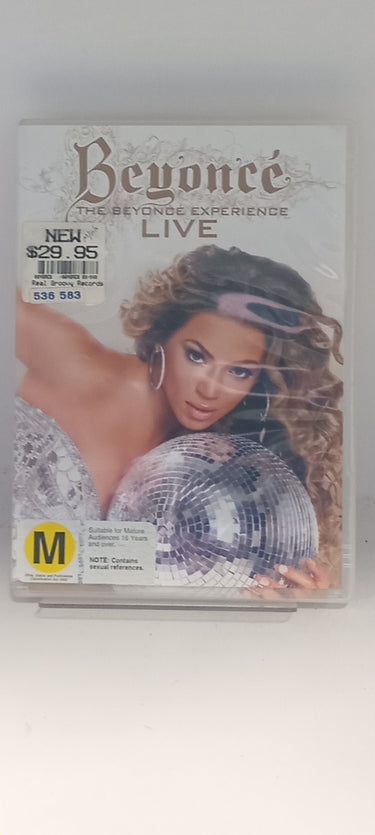 Beyoncé
THE BEYONCÉ EXPERIENCE
LIVE
NEW
$29.95
Real Groovy Records
536 583
M
Suitable for Mature
Audiences 16 Years
and over.
NOTE: Contains
sexual references.